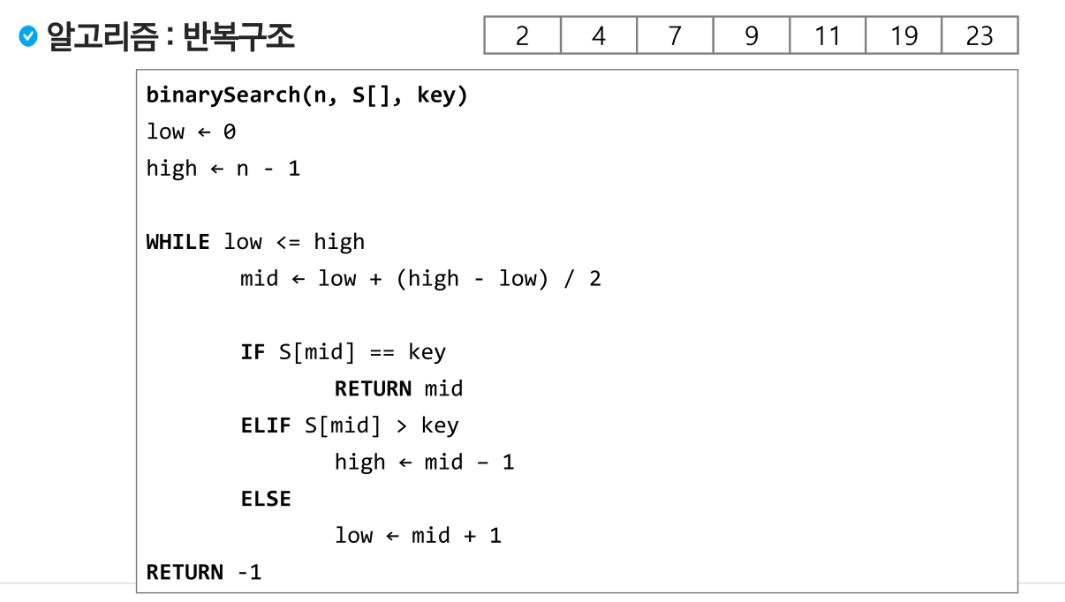 알고리즘 : 반복구조
2 4 7 9 11 19 23
binarySearch(n, S[], key)
low ← 0
high ← n - 1
WHILE low <= high
mid ← low + (high - low) / 2
IF S[mid] == key
RETURN mid
ELIF S[mid] > key
high ← mid – 1
ELSE
low ← mid + 1
RETURN -1